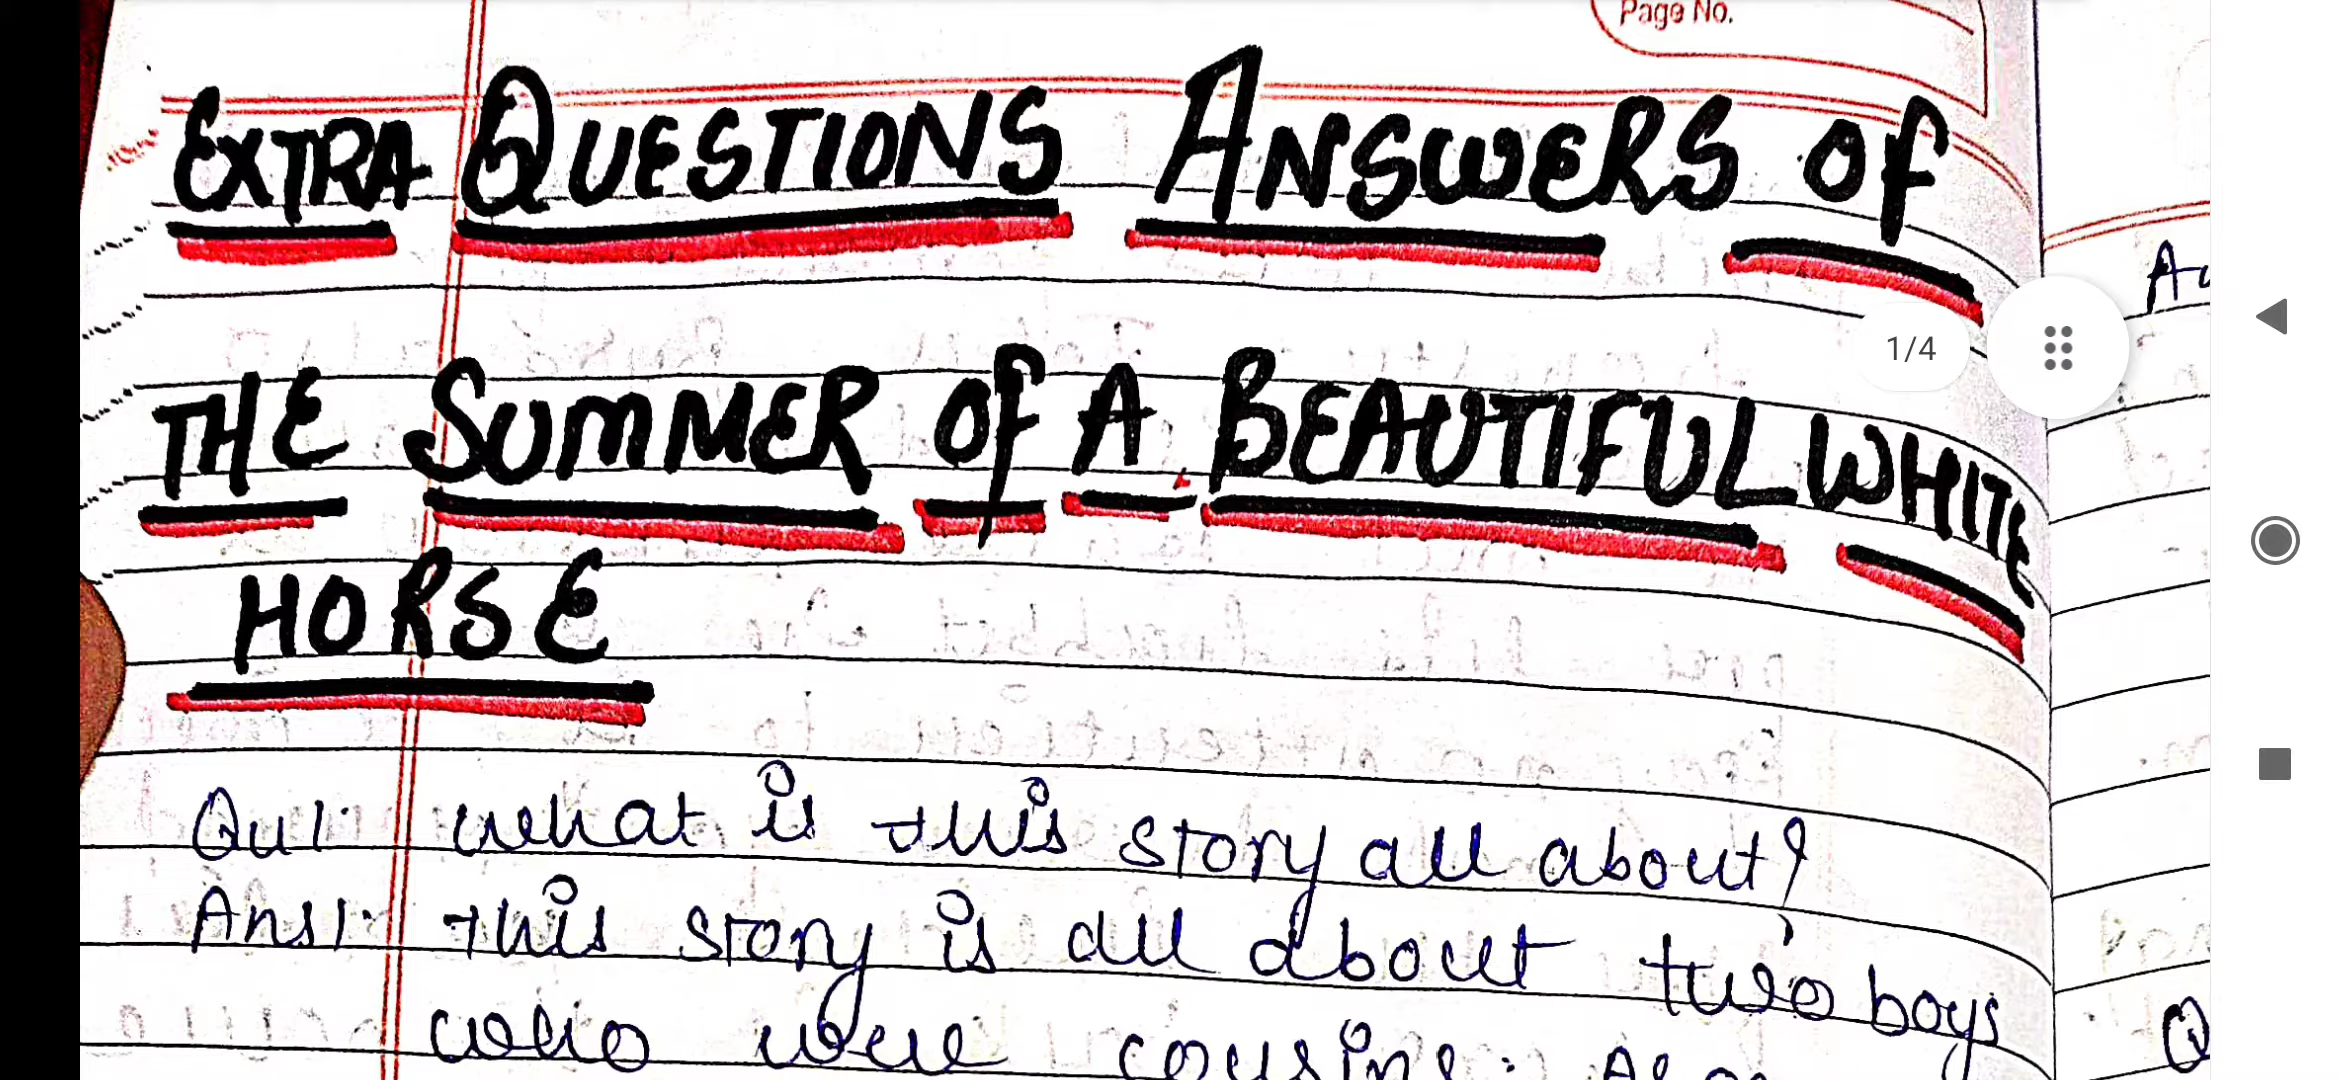 Page No.
EXTRA QUESTIONS ANSWERS OF
THE SUMMER OF A BEAUTIFUL WHITE
HORSE
1/4
Qu1. What is this story all about?
Ans1. This story is all about two boys
who were cousins.